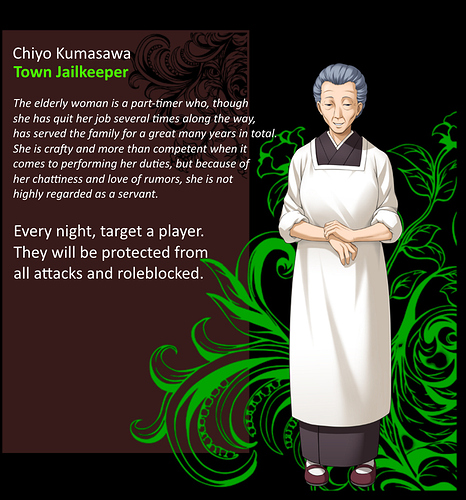 Chiyo Kumasawa
Town Jailkeeper
The elderly woman is a part-timer who, though
she has quit her job several times along the way,
has served the family for a great many years in total.
She is crafty and more than competent when it
comes to performing her duties, but because of
her chattiness and love of rumors, she is not
highly regarded as a servant.
Every night, target a player.
They will be protected from
all attacks and roleblocked.